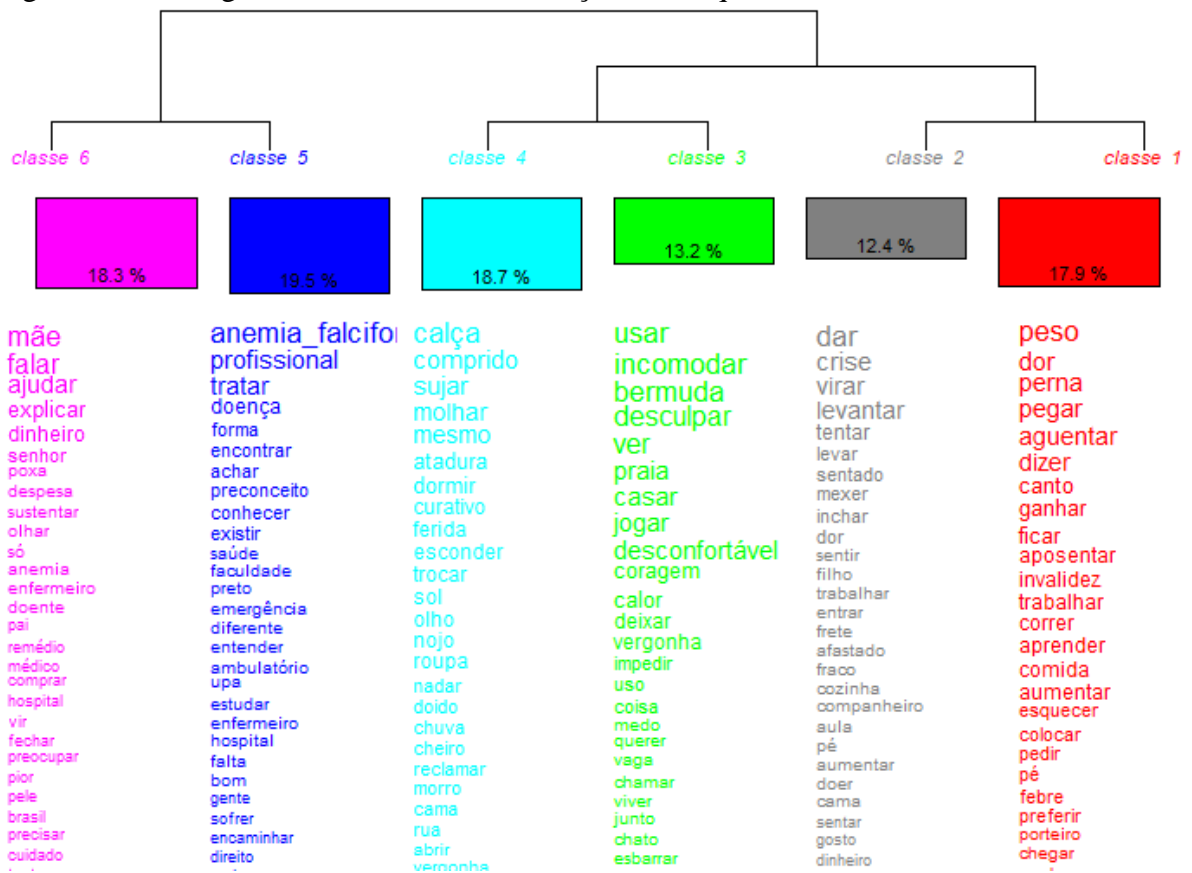 classe 6
classe 5
classe 4
classe 3
classe 2
classe 1
18.3 %
19.5 %
18.7 %
13.2 %
12.4 %
17.9 %
mãe
falar
ajudar
explicar
dinheiro
senhor
poxa
despesa
sustentar
olhar
só
anemia
enfermeiro
doente
pai
remédio
médico
comprar
hospital
vir
fechar
preocupar
pior
pele
brasil
precisar
cuidado
anemia_falcifor
profissional
tratar
doença
forma
encontrar
achar
preconceito
conhecer
existir
saúde
faculdade
preto
emergência
diferente
entender
ambulatório
upa
estudar
enfermeiro
hospital
falta
bom
gente
sofrer
encaminhar
direito
calça
comprido
sujar
molhar
mesmo
atadura
dormir
curativo
ferida
esconder
trocar
sol
olho
nojo
roupa
nadar
doido
chuva
cheiro
reclamar
morro
cama
rua
abrir
vergonha
usar
incomodar
bermuda
desculpar
ver
praia
casar
jogar
desconfortável
coragem
calor
deixar
vergonha
impedir
uso
coisa
medo
querer
vaga
chamar
viver
junto
chato
esbarrar
dar
crise
virar
levantar
tentar
levar
sentado
mexer
inchar
dor
sentir
filho
trabalhar
entrar
frete
afastado
fraco
cozinha
companheiro
aula
pé
aumentar
doer
cama
sentar
gosto
dinheiro
peso
dor
perna
pegar
aguentar
dizer
canto
ganhar
ficar
aposentar
invalidez
trabalhar
correr
aprender
comida
aumentar
esquecer
colocar
pedir
pé
febre
preferir
porteiro
chegar